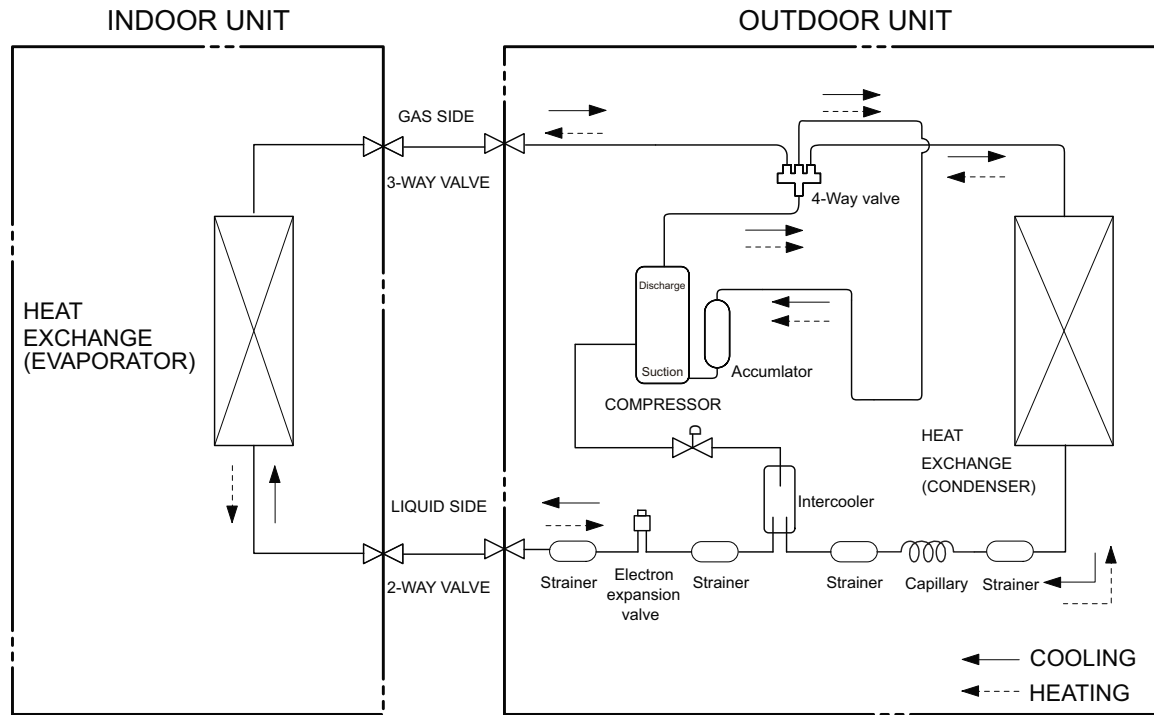 INDOOR UNIT
OUTDOOR UNIT
GAS SIDE
3-WAY VALVE
4-Way valve
HEAT
EXCHANGE
(EVAPORATOR)
Discharge
Suction
Accumlator
COMPRESSOR
HEAT
EXCHANGE
(CONDENSER)
Intercooler
LIQUID SIDE
2-WAY VALVE
Strainer
Electron
expansion
valve
Strainer
Strainer
Capillary
Strainer
COOLING
HEATING